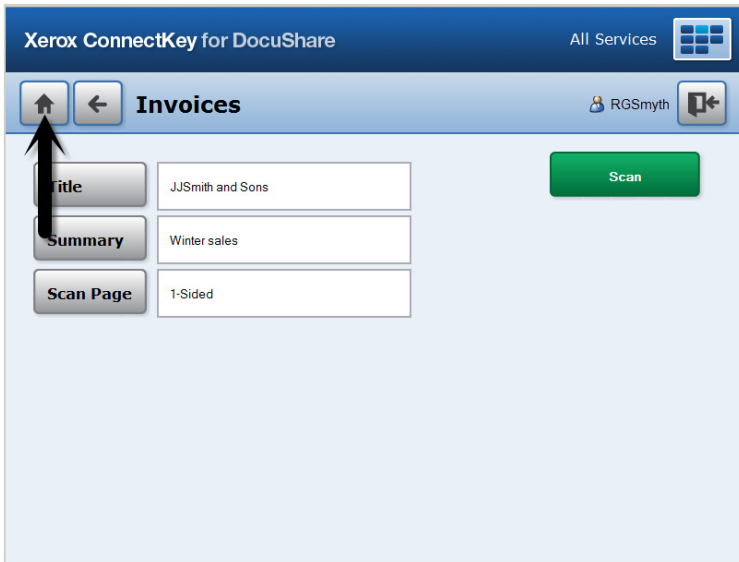 Xerox ConnectKey for DocuShare All Services
Invoices RGSmyth
Title JJSmith and Sons Scan
Summary Winter sales
Scan Page 1-Sided